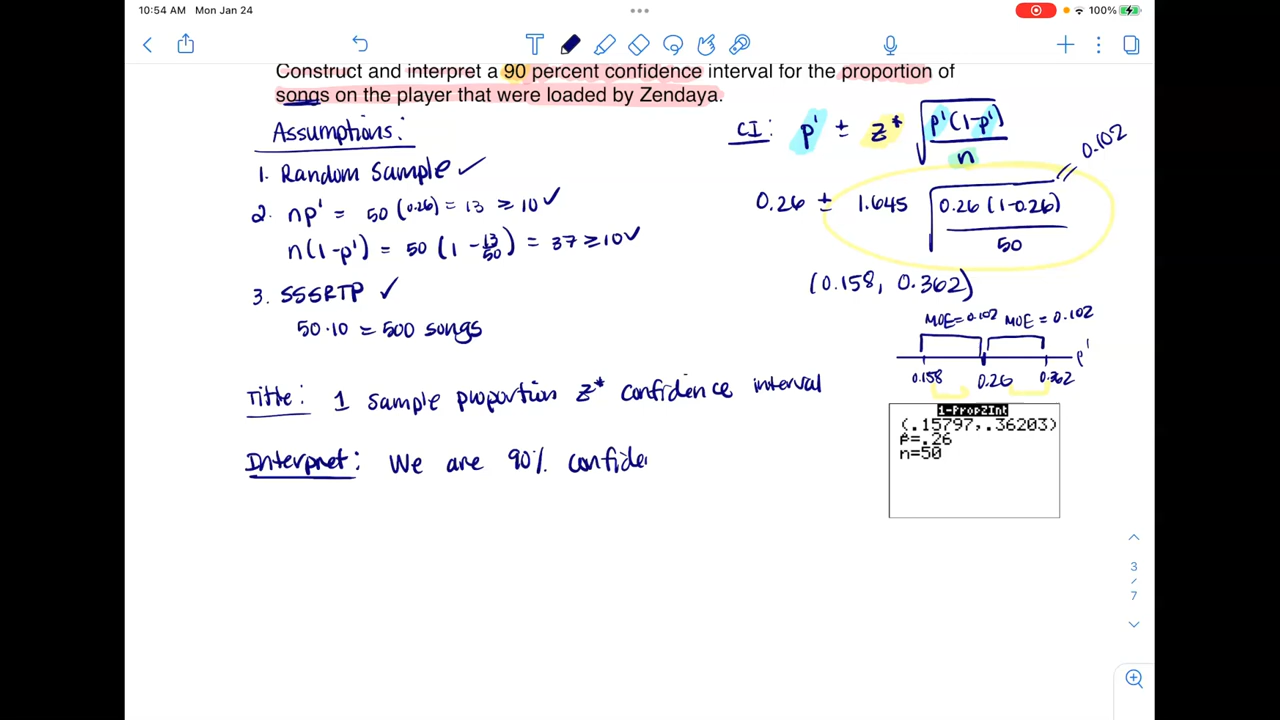 10:54 AM Mon Jan 24
100%
Construct and interpret a 90 percent confidence interval for the proportion of
songs on the player that were loaded by Zendaya.
Assumptions:
1. Random Sample ✓
2. np' = 50 (0.26) = 13 ≥ 10 ✓
n(1-p') = 50 (1 - 13/50) = 37 ≥ 10 ✓
3. SSSRTP ✓
50·10 = 500 songs
CI: p' ± z* √(p'(1-p')/n)
0.102
0.26 ± 1.645 √(0.26(1-0.26)/50)
(0.158, 0.362)
MOE = 0.102 MOE = 0.102
p'
0.158 0.26 0.362
Title: 1 sample proportion z* confidence interval
1-PropZInt
(.15797,.36203)
p̂=.26
n=50
Interpret: We are 90% confide
3
/
7